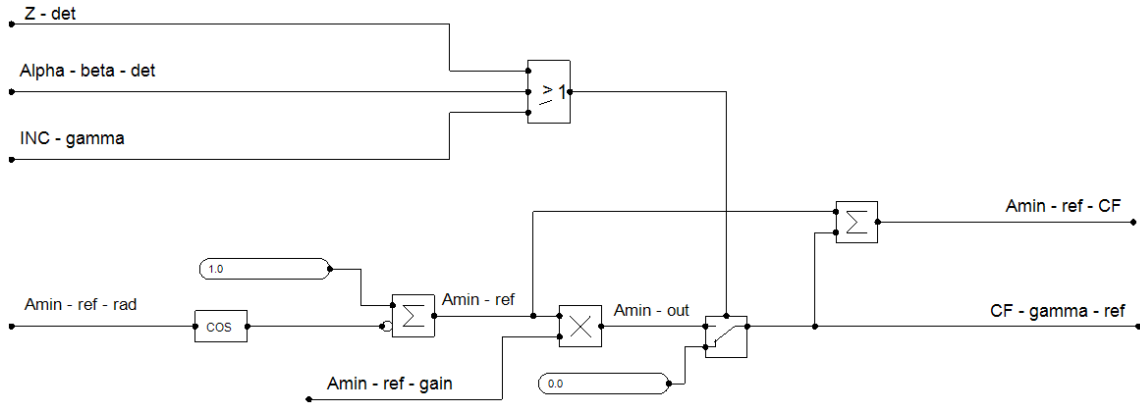 Z - det
Alpha - beta - det
≥ 1
INC - gamma
Amin - ref - CF
Σ
1.0
Amin - ref - rad
COS
Σ
Amin - ref
Amin - out
CF - gamma - ref
Amin - ref - gain
0.0